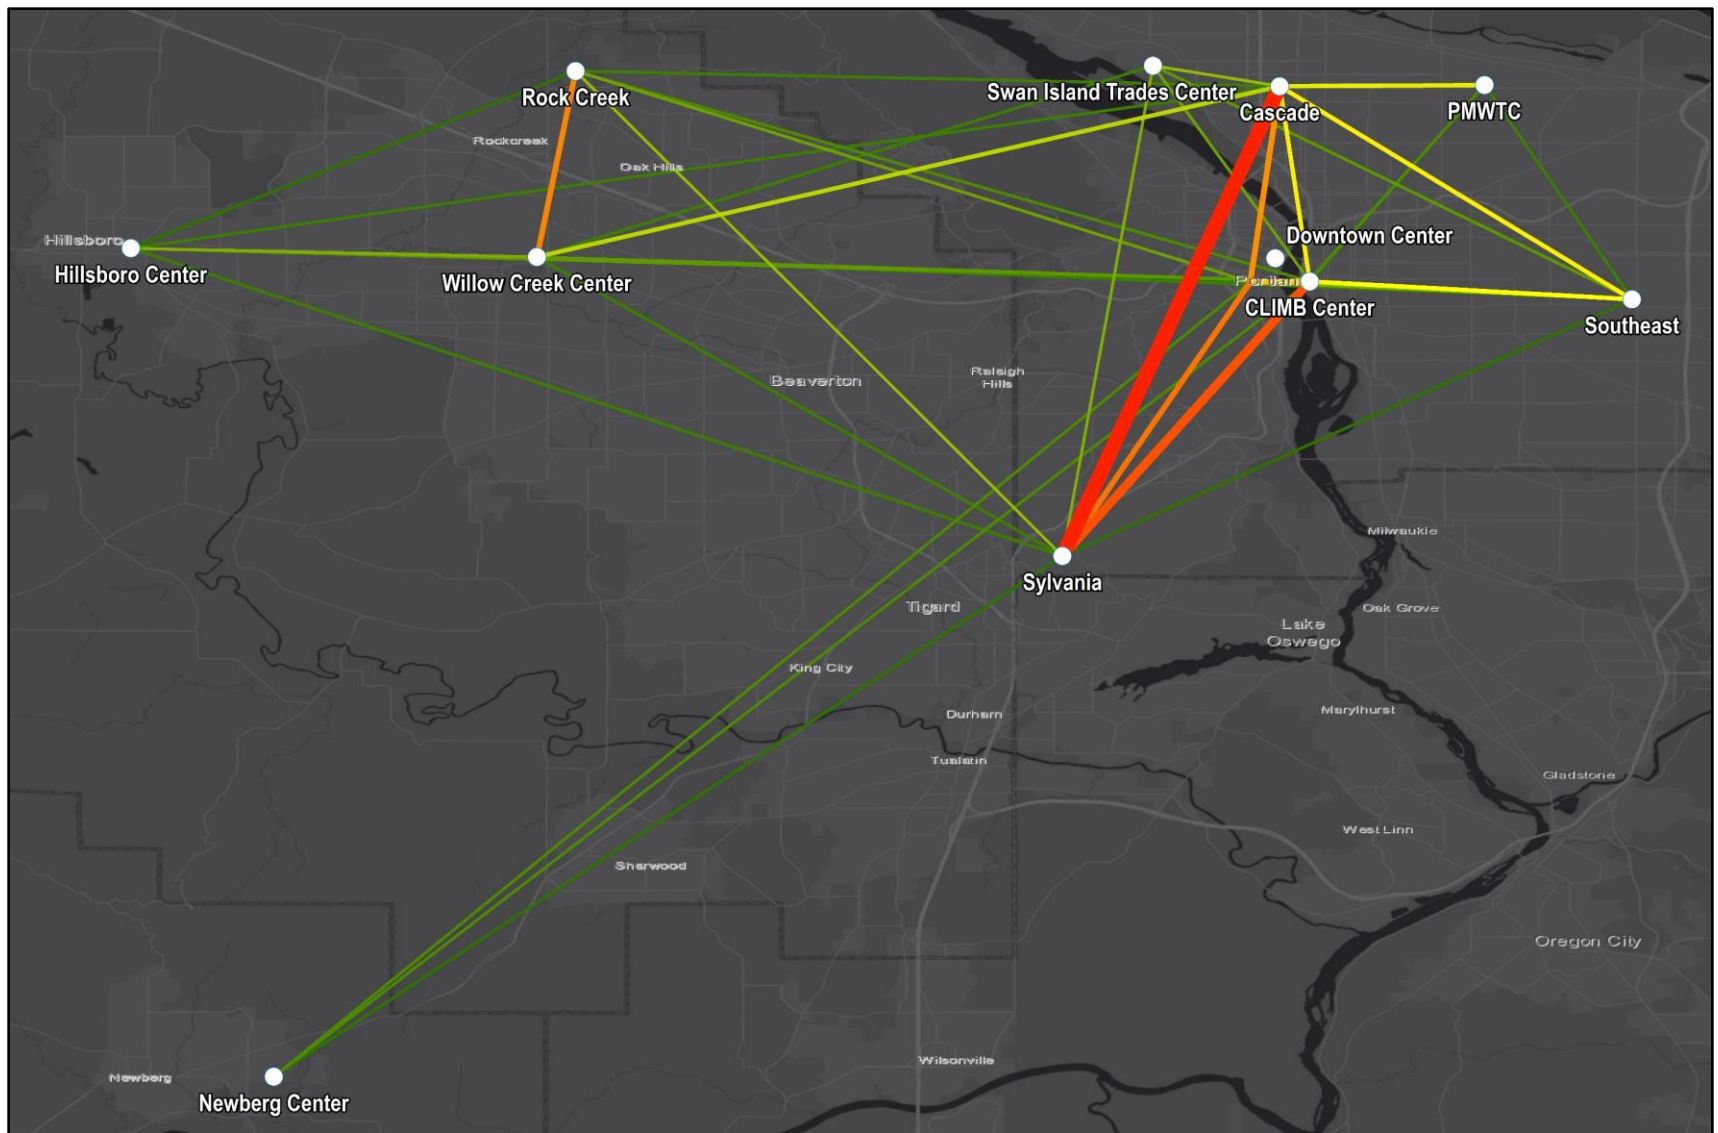 Rock Creek
Swan Island Trades Center
Cascade
PMWTC
Rockcreek
Oak Hills
Hillsboro
Hillsboro Center
Willow Creek Center
Downtown Center
CLIMB Center
Southeast
Beaverton
Raleigh
Hills
Milwaukie
Sylvania
Tigard
Oak Grove
Lake
Oswego
King City
Durham
Marylhurst
Tualatin
Gladstone
West Linn
Sherwood
Oregon City
Wilsonville
Newberg
Newberg Center